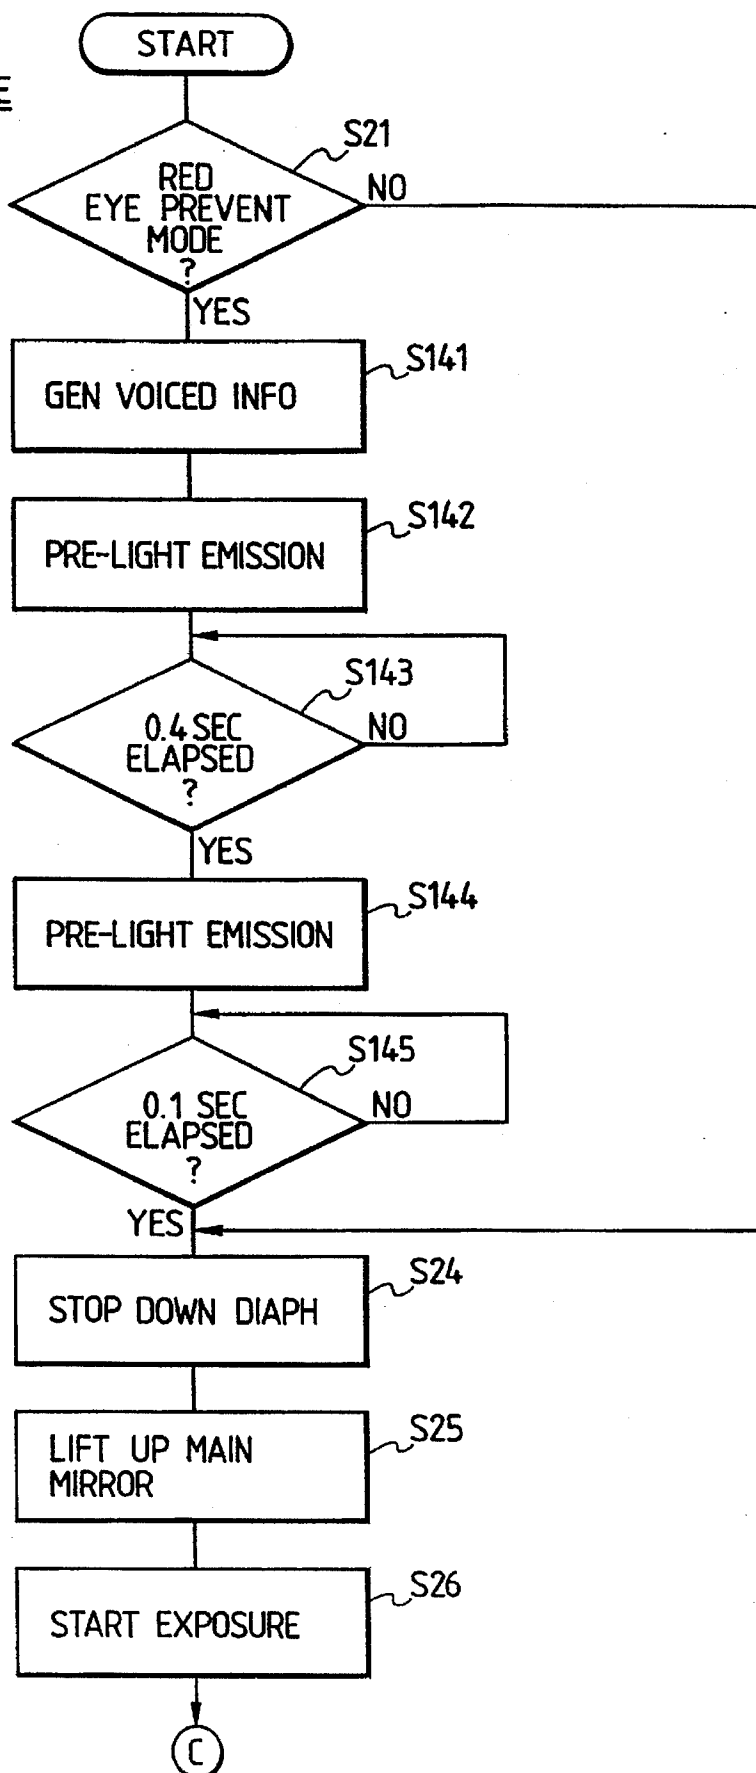 START
E
S21
RED
EYE PREVENT
MODE
?
NO
YES
S141
GEN VOICED INFO
S142
PRE-LIGHT EMISSION
S143
0.4 SEC
ELAPSED
?
NO
YES
S144
PRE-LIGHT EMISSION
S145
0.1 SEC
ELAPSED
?
NO
YES
S24
STOP DOWN DIAPH
S25
LIFT UP MAIN
MIRROR
S26
START EXPOSURE
C